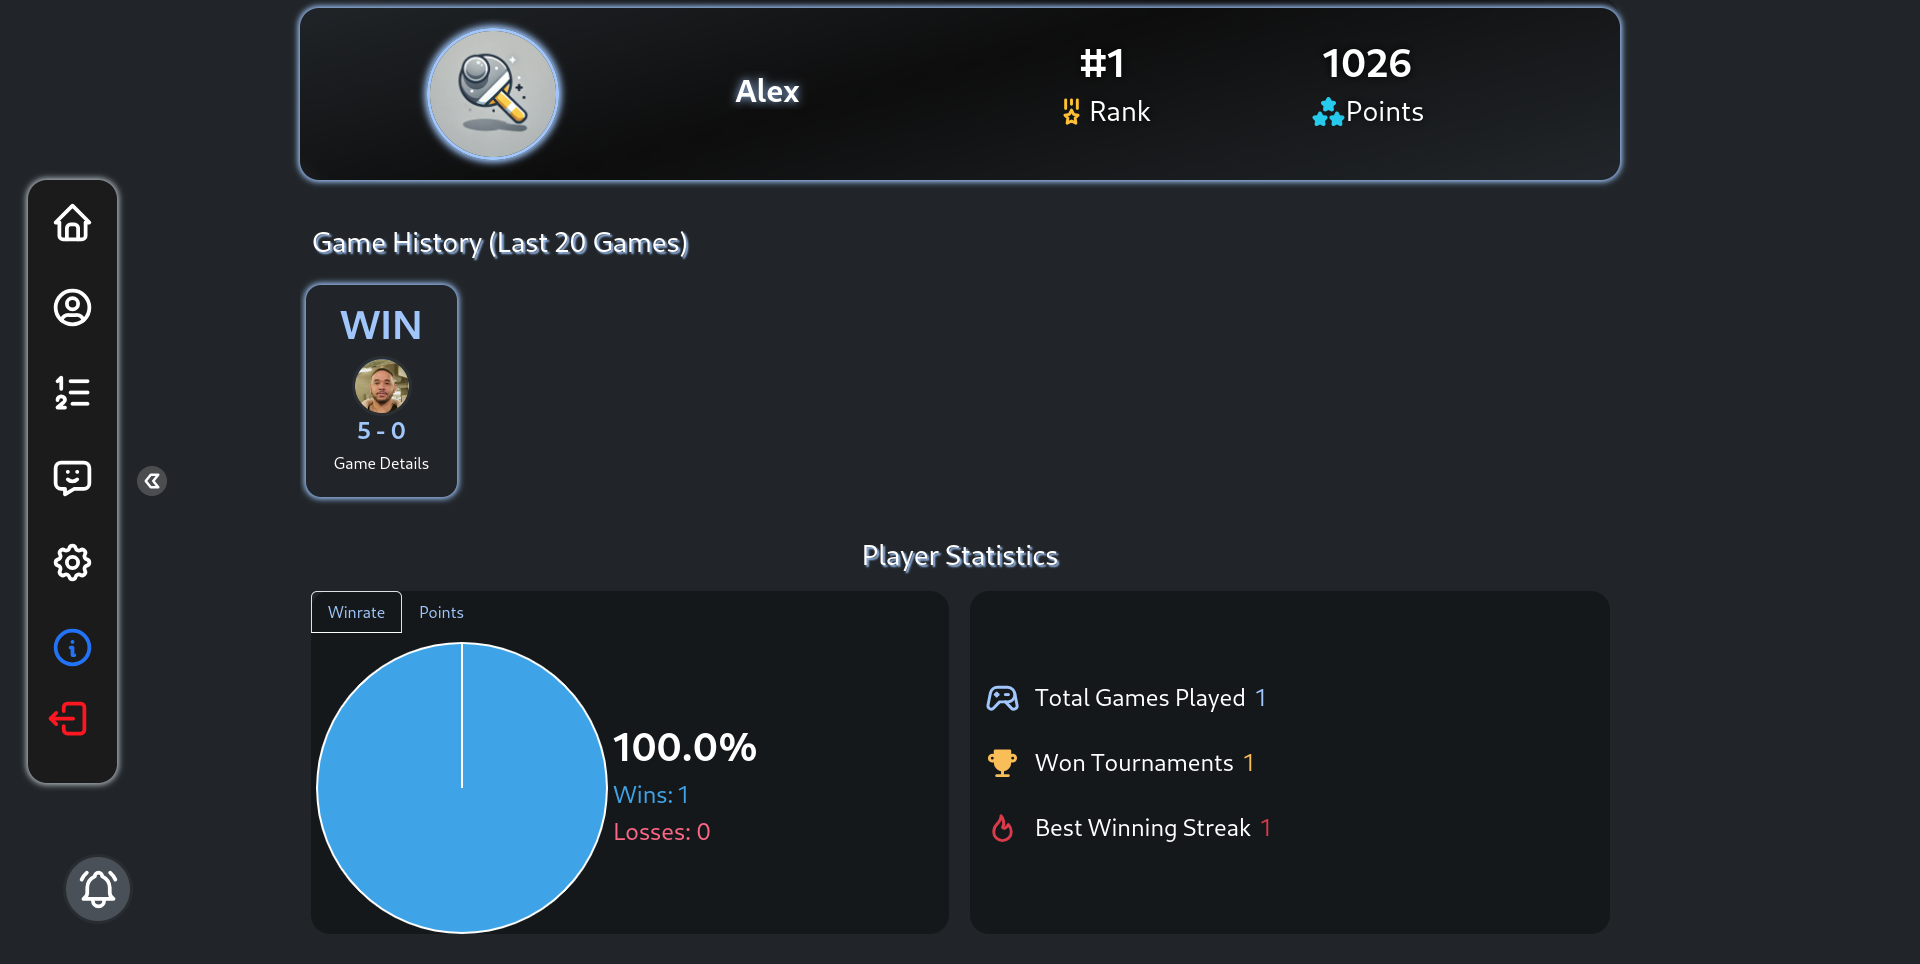 Alex
#1
Rank
1026
Points
Game History (Last 20 Games)
WIN
5 - 0
Game Details
Player Statistics
Winrate
Points
100.0%
Wins: 1
Losses: 0
Total Games Played 1
Won Tournaments 1
Best Winning Streak 1